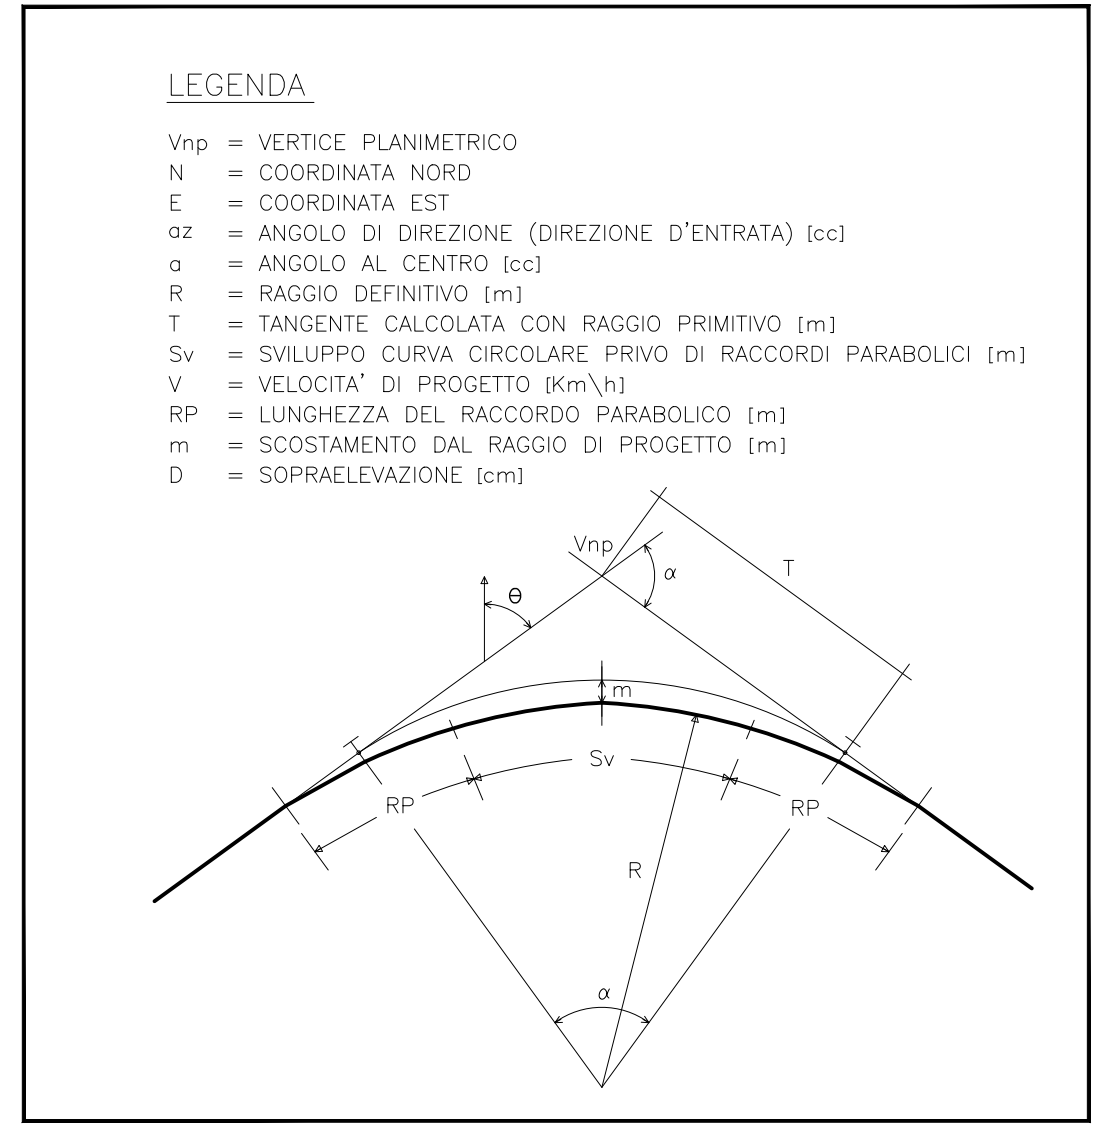 LEGENDA
Vnp = VERTICE PLANIMETRICO
N = COORDINATA NORD
E = COORDINATA EST
az = ANGOLO DI DIREZIONE (DIREZIONE D'ENTRATA) [cc]
a = ANGOLO AL CENTRO [cc]
R = RAGGIO DEFINITIVO [m]
T = TANGENTE CALCOLATA CON RAGGIO PRIMITIVO [m]
Sv = SVILUPPO CURVA CIRCOLARE PRIVO DI RACCORDI PARABOLICI [m]
V = VELOCITA' DI PROGETTO [Km\h]
RP = LUNGHEZZA DEL RACCORDO PARABOLICO [m]
m = SCOSTAMENTO DAL RAGGIO DI PROGETTO [m]
D = SOPRAELEVAZIONE [cm]
Vnp
T
α
θ
m
Sv
RP
RP
R
α